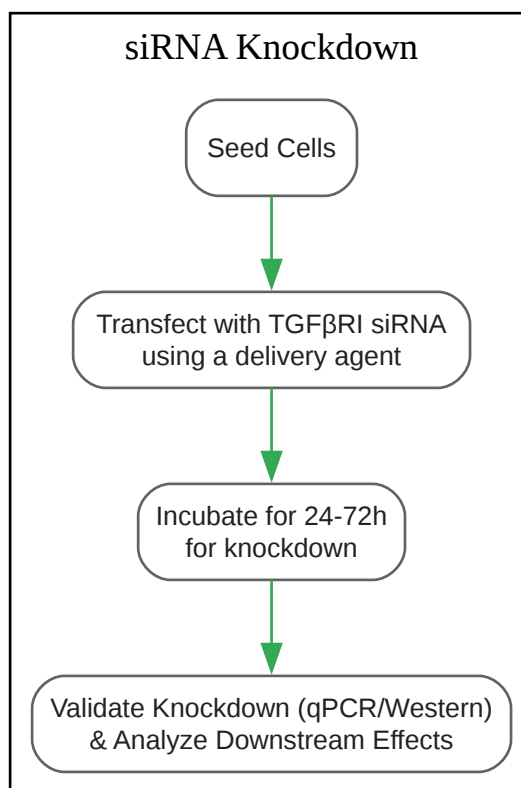 siRNA Knockdown
Seed Cells
Transfect with TGFβRI siRNA
using a delivery agent
Incubate for 24-72h
for knockdown
Validate Knockdown (qPCR/Western)
& Analyze Downstream Effects